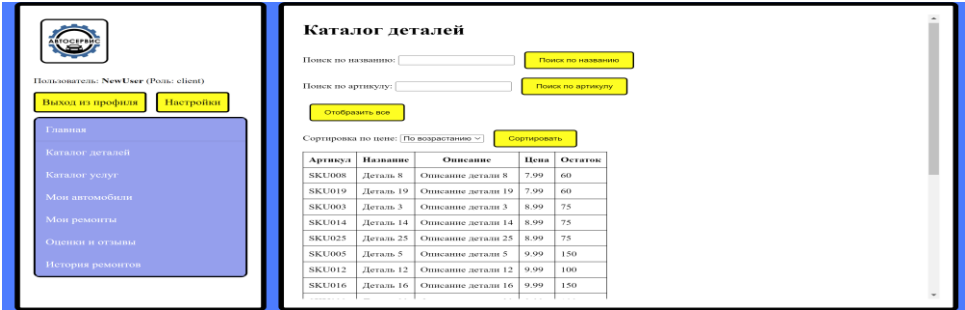 АВТОСЕРВИС
Пользователь: NewUser (Роль: client)
Выход из профиля Настройки
Главная
Каталог деталей
Каталог услуг
Мои автомобили
Мои ремонты
Оценки и отзывы
История ремонтов
Каталог деталей
Поиск по названию: Поиск по названию
Поиск по артикулу: Поиск по артикулу
Отобразить все
Сортировка по цене: По возрастанию Сортировать
Артикул Название Описание Цена Остаток
SKU008 Деталь 8 Описание детали 8 7.99 60
SKU019 Деталь 19 Описание детали 19 7.99 60
SKU003 Деталь 3 Описание детали 3 8.99 75
SKU014 Деталь 14 Описание детали 14 8.99 75
SKU025 Деталь 25 Описание детали 25 8.99 75
SKU005 Деталь 5 Описание детали 5 9.99 150
SKU012 Деталь 12 Описание детали 12 9.99 100
SKU016 Деталь 16 Описание детали 16 9.99 150